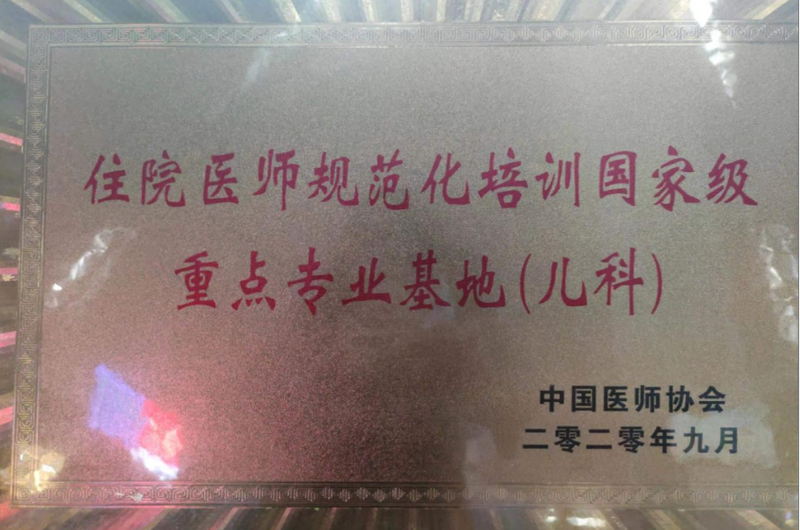 住院医师规范化培训国家级
重点专业基地(儿科)
中国医师协会
二零二零年九月